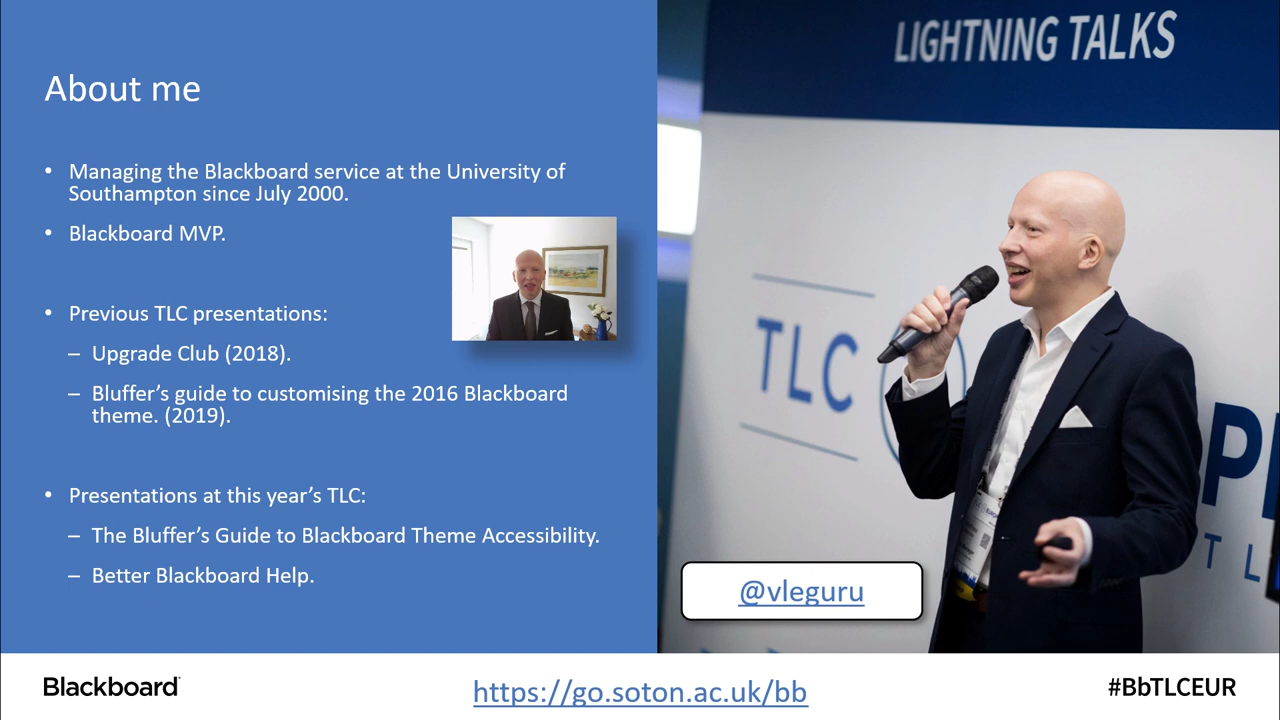 About me
• Managing the Blackboard service at the University of
Southampton since July 2000.
• Blackboard MVP.
• Previous TLC presentations:
– Upgrade Club (2018).
– Bluffer’s guide to customising the 2016 Blackboard
theme. (2019).
• Presentations at this year’s TLC:
– The Bluffer’s Guide to Blackboard Theme Accessibility.
– Better Blackboard Help.
LIGHTNING TALKS
TLC
@vleguru
Blackboard
https://go.soton.ac.uk/bb
#BbTLCEUR